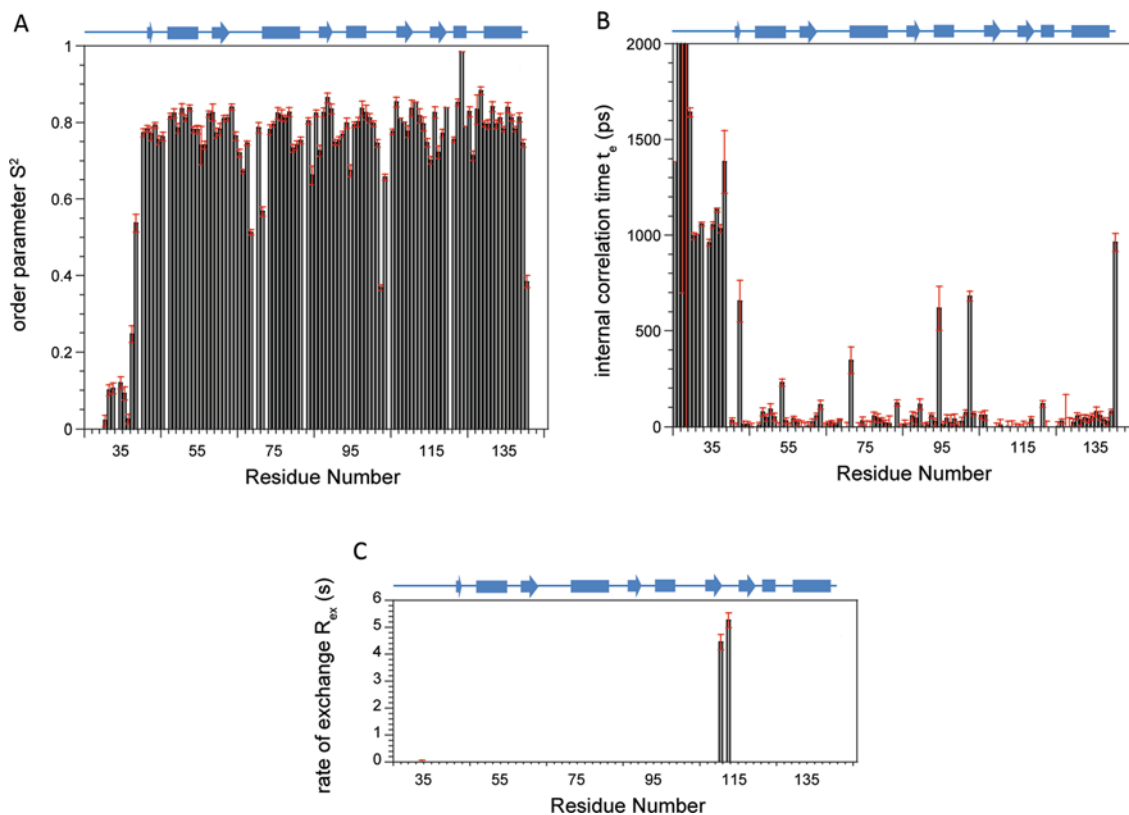 A
order parameter S²
1
0.8
0.6
0.4
0.2
0
35 55 75 95 115 135
Residue Number
B
internal correlation time t_e (ps)
2000
1500
1000
500
0
35 55 75 95 115 135
Residue Number
C
rate of exchange R_ex (s)
6
5
4
3
2
1
0
35 55 75 95 115 135
Residue Number